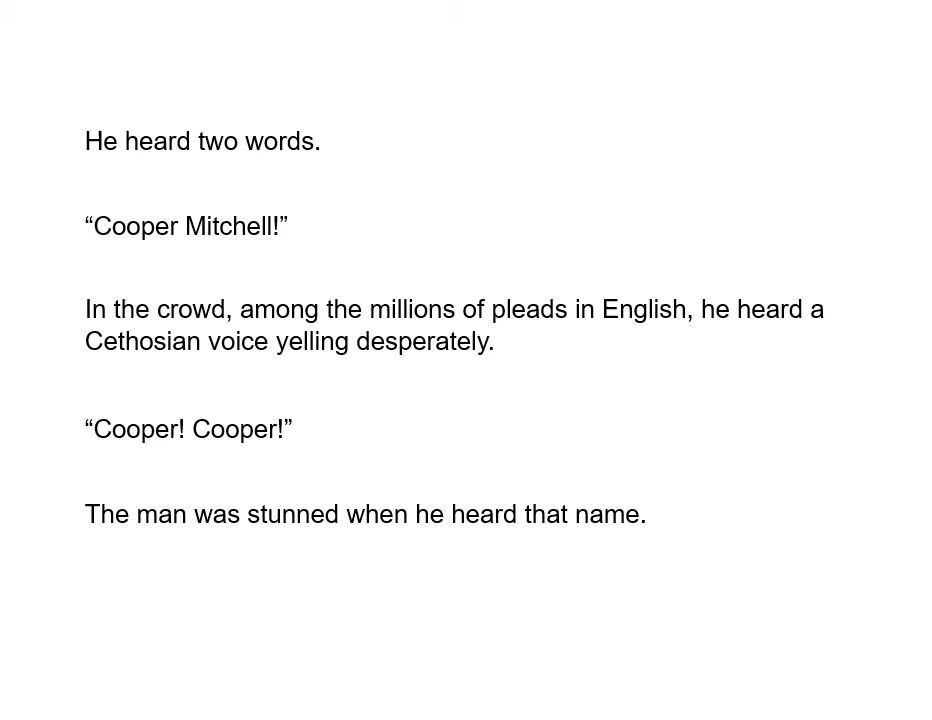 He heard two words.
“Cooper Mitchell!”
In the crowd, among the millions of pleads in English, he heard a
Cethosian voice yelling desperately.
“Cooper! Cooper!”
The man was stunned when he heard that name.